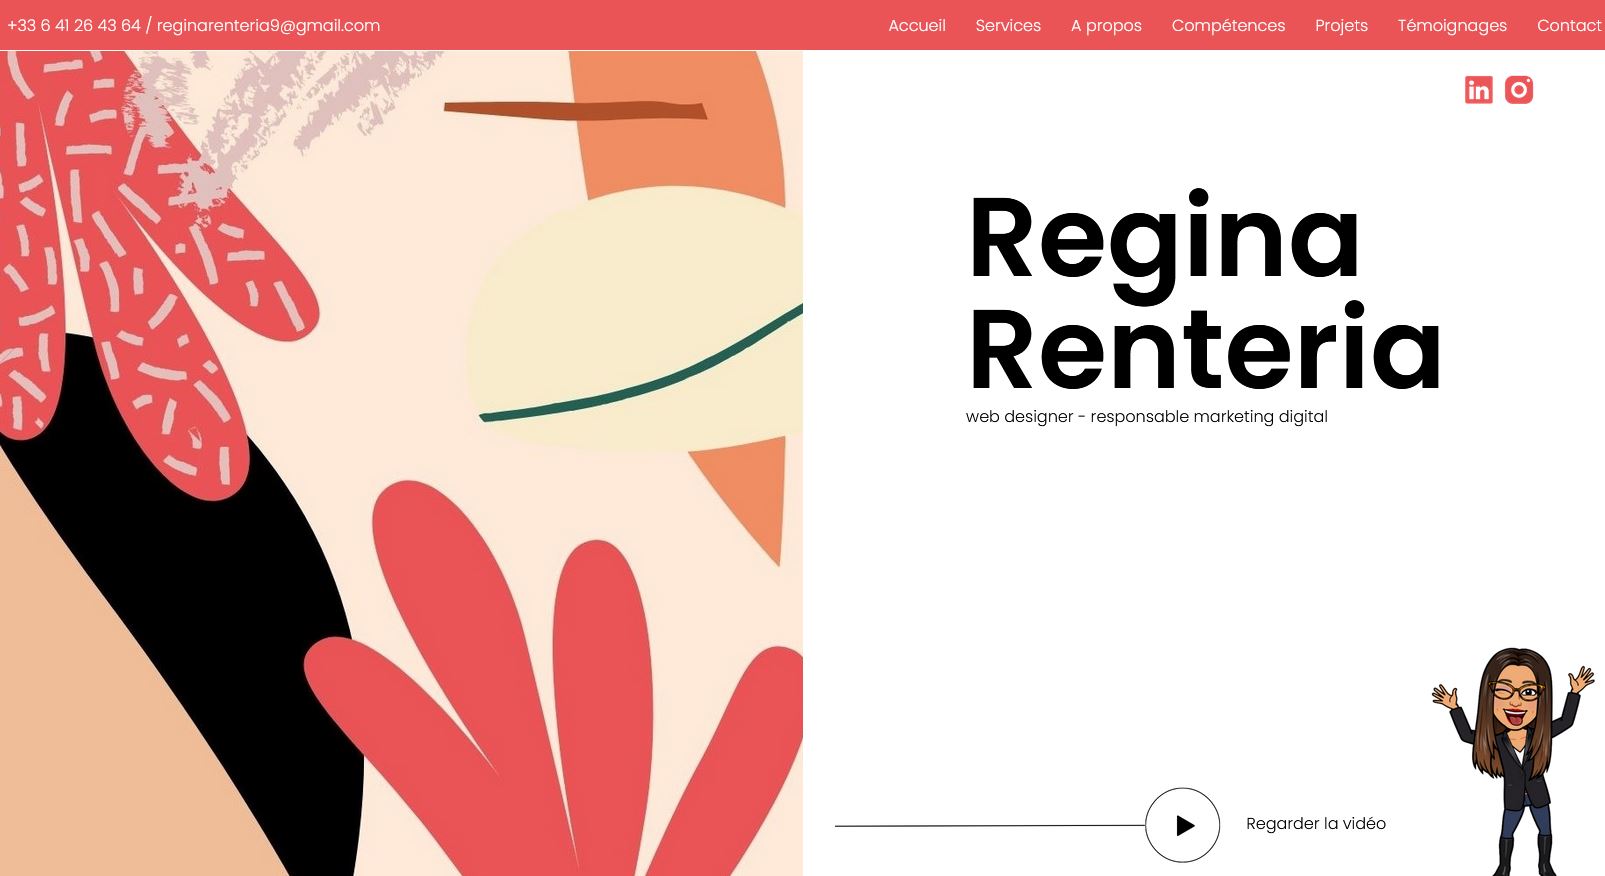 +33 6 41 26 43 64 / reginarenteria9@gmail.com
Accueil Services A propos Compétences Projets Témoignages Contact
in
Regina
Renteria
web designer - responsable marketing digital
Regarder la vidéo